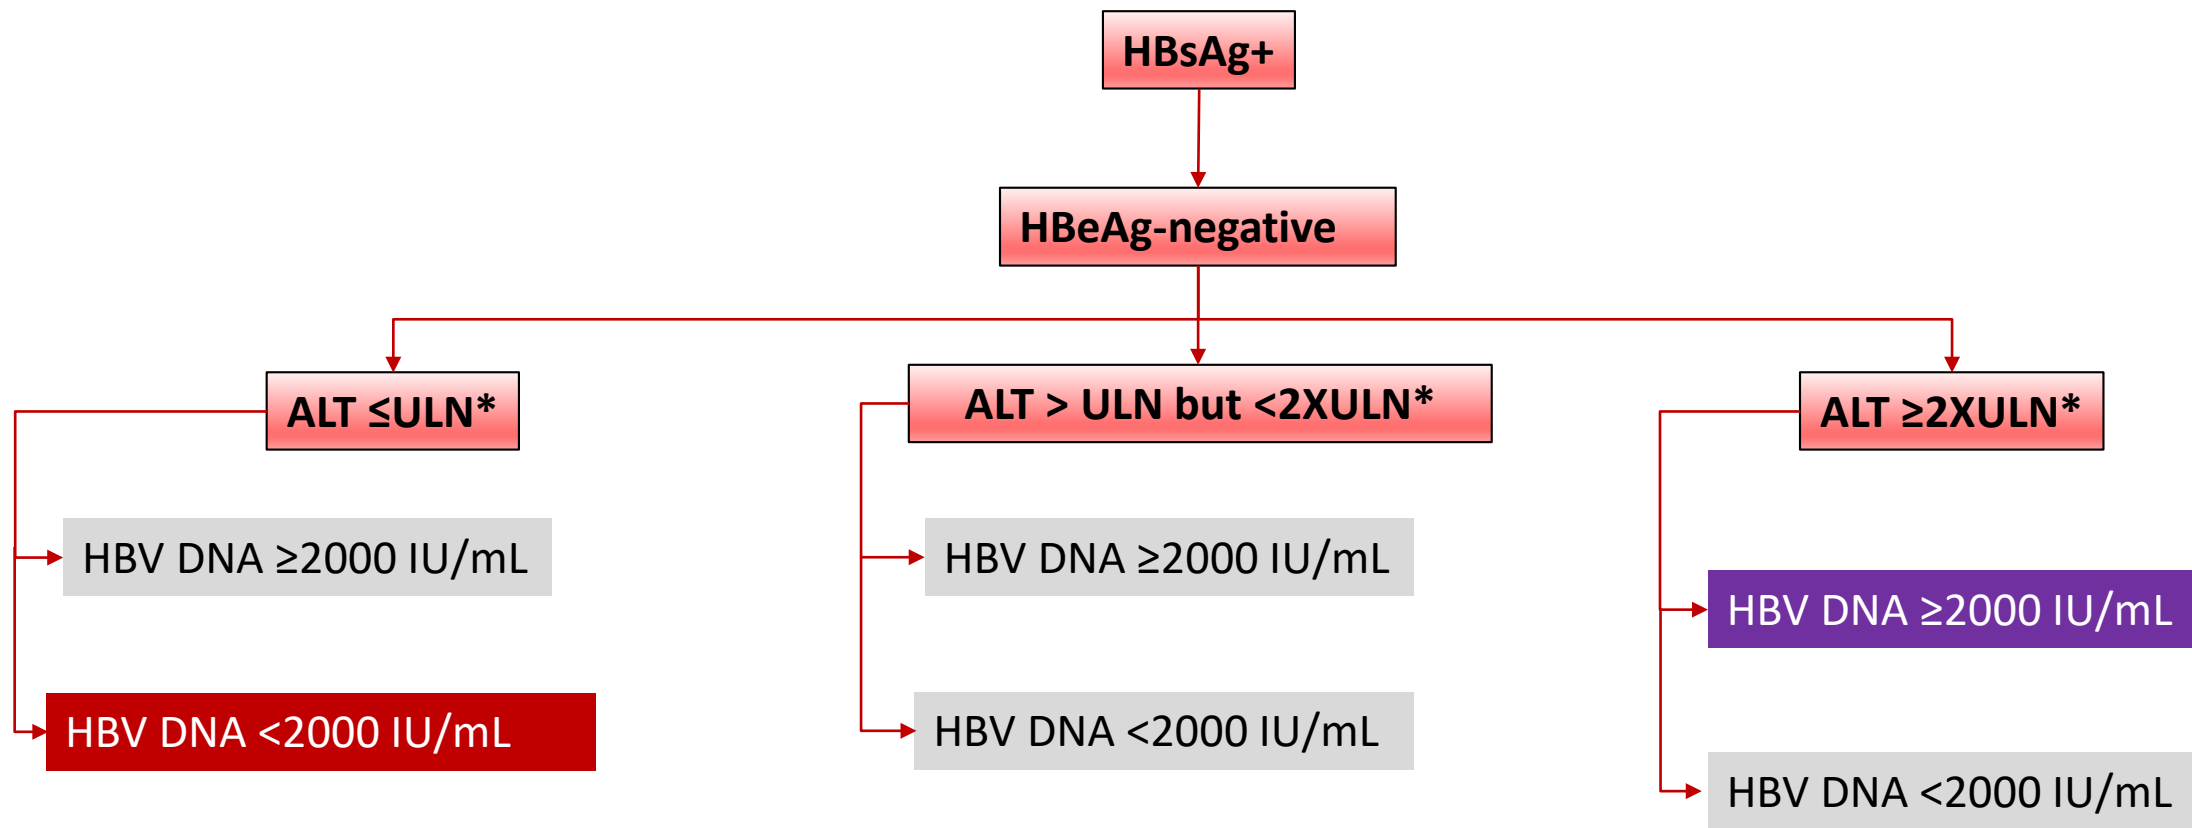 HBsAg+
HBeAg-negative
ALT ≤ULN*
ALT > ULN but <2XULN*
ALT ≥2XULN*
HBV DNA ≥2000 IU/mL
HBV DNA ≥2000 IU/mL
HBV DNA ≥2000 IU/mL
HBV DNA <2000 IU/mL
HBV DNA <2000 IU/mL
HBV DNA <2000 IU/mL